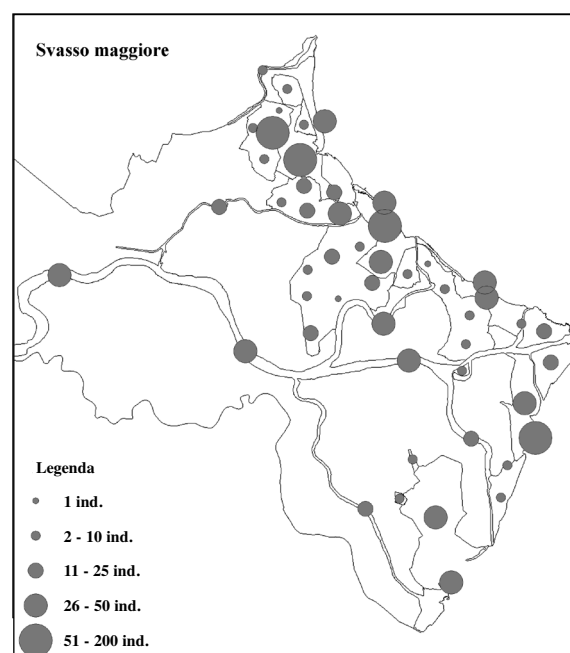 Svasso maggiore
Legenda
1 ind.
2 - 10 ind.
11 - 25 ind.
26 - 50 ind.
51 - 200 ind.